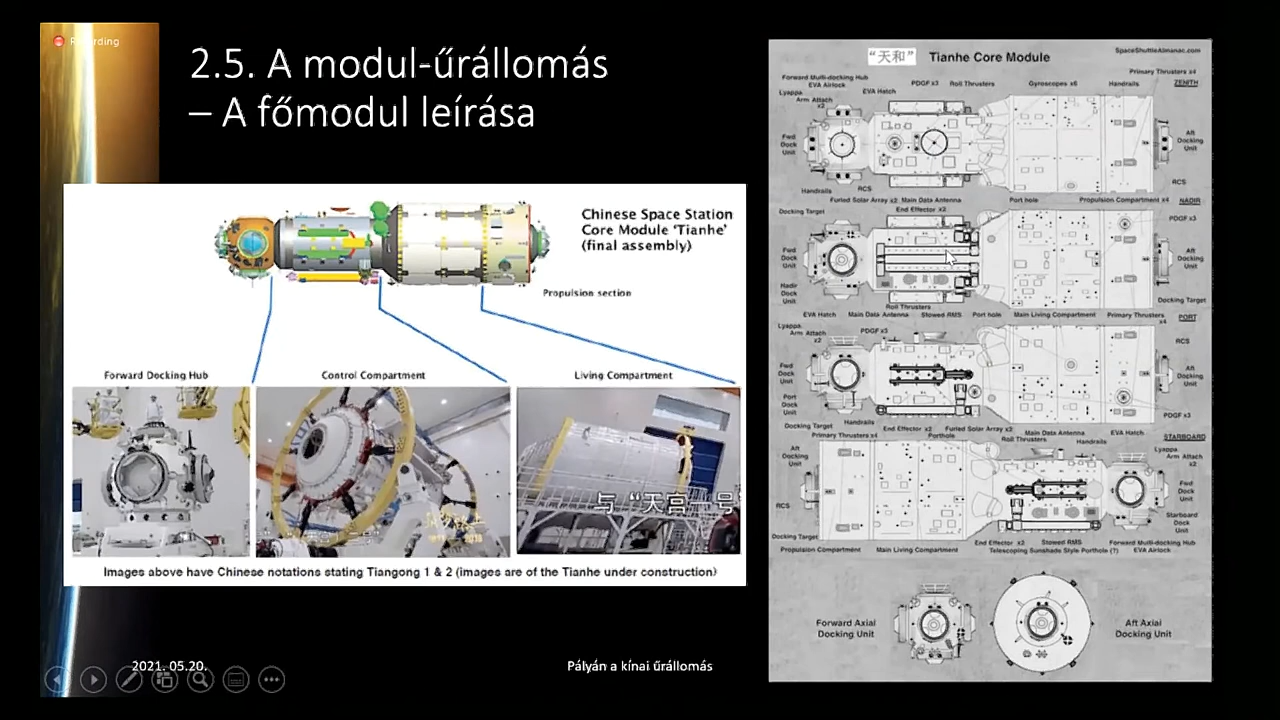 Recording
2.5. A modul-űrállomás
– A főmodul leírása
Chinese Space Station
Core Module 'Tianhe'
(final assembly)
Propulsion section
Forward Docking Hub
Control Compartment
Living Compartment
与 “天宫一号”
Images above have Chinese notations stating Tiangong 1 & 2 (images are of the Tianhe under construction)
“天和” Tianhe Core Module
SpaceShuttleAlmanac.com
Primary Thrusters x4
Forward Multi-docking Hub
EVA Airlock
PDGF x3
Roll Thrusters
Gyroscopes x6
Handrails
ZENITH
Lyappa
Arm Attach
x2
EVA Hatch
Fwd
Dock
Unit
Aft
Docking
Unit
Handrails
RCS
RCS
Furled Solar Array x2
Main Data Antenna
Port hole
Propulsion Compartment x4
NADIR
Docking Target
End Effector x2
PDGF x3
Fwd
Dock
Unit
Aft
Docking
Unit
Nadir
Dock
Unit
Docking Target
Roll Thrusters
EVA Hatch
Main Data Antenna
Stowed RMS
Port hole
Main Living Compartment
Primary Thrusters
x4
PORT
Lyappa
Arm Attach
x2
PDGF x3
RCS
Fwd
Dock
Unit
Aft
Docking
Unit
Port
Dock
Unit
PDGF x3
Docking Target
Handrails
End Effector x2
Furled Solar Array x2
Main Data Antenna
EVA Hatch
Primary Thrusters x4
Porthole
Roll Thrusters
Handrails
STARBOARD
Aft
Docking
Unit
Lyappa
Arm Attach
x2
Fwd
Dock
Unit
RCS
Starboard
Dock
Unit
Docking Target
End Effector x2
Stowed RMS
Forward Multi-docking Hub
Propulsion Compartment
Main Living Compartment
Telescoping Sunshade Style Porthole (?)
EVA Airlock
Forward Axial
Docking Unit
Aft Axial
Docking Unit
2021. 05.20.
Pályán a kínai űrállomás